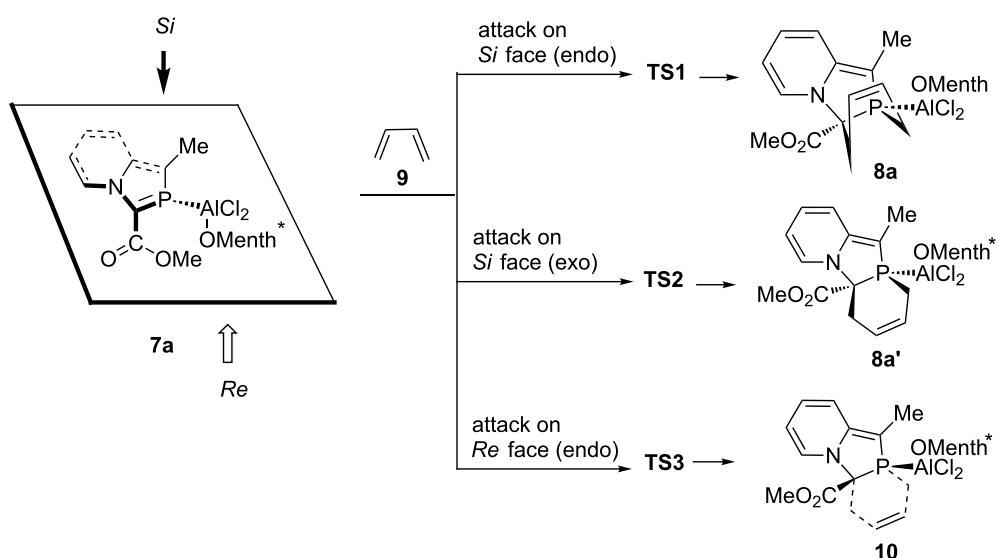 Si
Me
N
P
AlCl2
OMenth*
C
O
OMe
7a
Re
9
attack on
Si face (endo)
TS1
Me
OMenth
N
P
AlCl2
MeO2C
8a
attack on
Si face (exo)
TS2
Me
OMenth*
N
P
AlCl2
MeO2C
8a'
attack on
Re face (endo)
TS3
Me
OMenth*
N
P
AlCl2
MeO2C
10